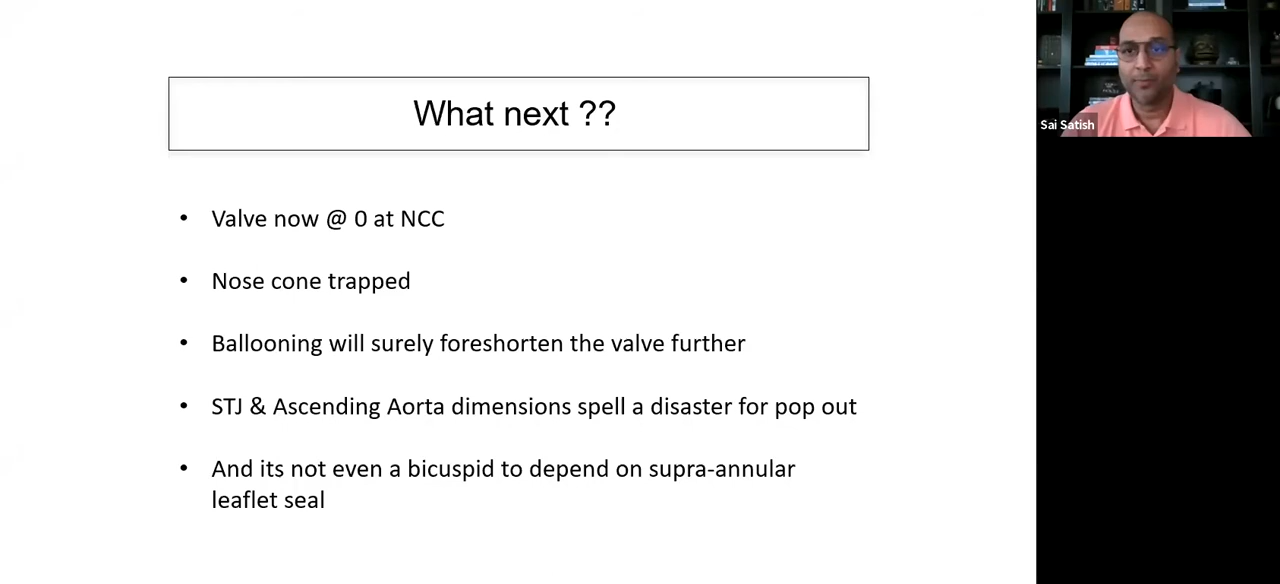 What next ??
Sai Satish
• Valve now @ 0 at NCC
• Nose cone trapped
• Ballooning will surely foreshorten the valve further
• STJ & Ascending Aorta dimensions spell a disaster for pop out
• And its not even a bicuspid to depend on supra-annular
leaflet seal